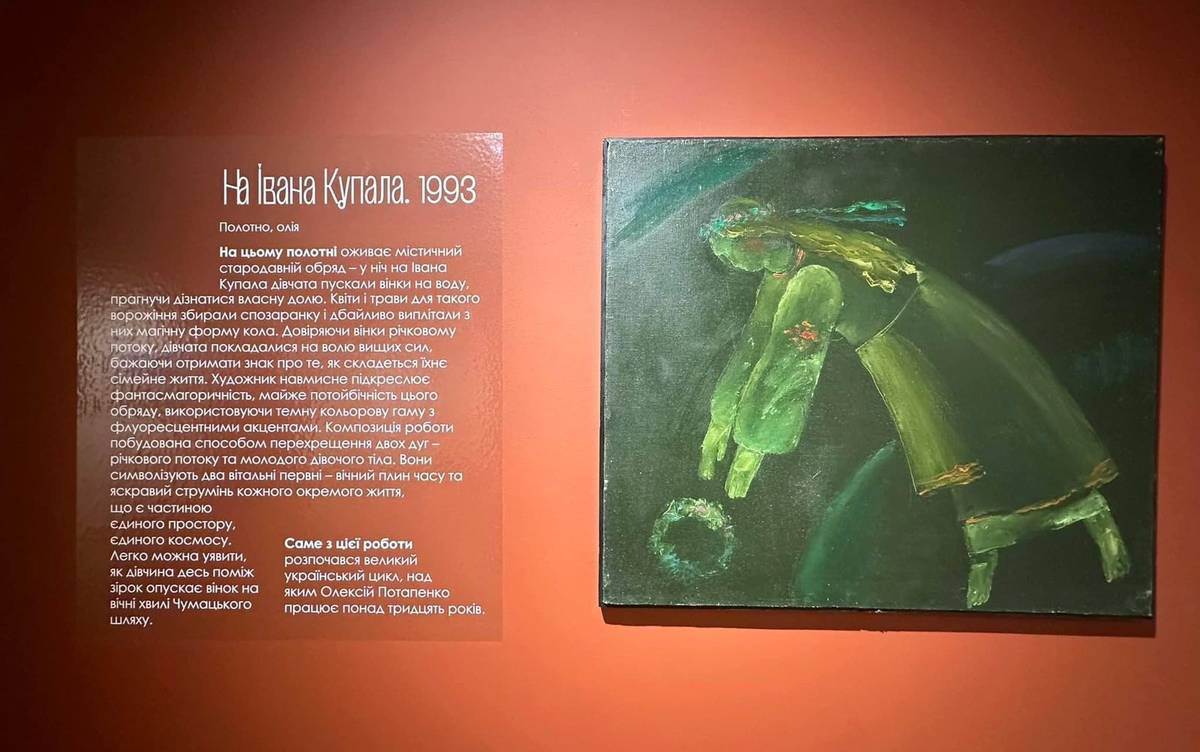 На Івана Купала. 1993
Полотно, олія
На цьому полотні оживає містичний
стародавній обряд – у ніч на Івана
Купала дівчата пускали вінки на воду,
прагнучи дізнатися власну долю. Квіти і трави для такого
ворожіння збирали спозаранку і дбайливо виплітали з
них магічну форму кола. Довіряючи вінки річковому
потоку, дівчата покладалися на волю вищих сил,
бажаючи отримати знак про те, як складеться їхнє
сімейне життя. Художник навмисне підкреслює
фантасмагоричність, майже потойбічність цього
обряду, використовуючи темну кольорову гаму з
флуоресцентними акцентами. Композиція роботи
побудована способом перехрещення двох дуг –
річкового потоку та молодого дівочого тіла. Вони
символізують два вітальні первні – вічний плин часу та
яскравий струмінь кожного окремого життя,
що є частиною
єдиного простору,
єдиного космосу.
Легко можна уявити,
як дівчина десь поміж
зірок опускає вінок на
вічні хвилі Чумацького
шляху.
Саме з цієї роботи
розпочався великий
український цикл, над
яким Олексій Потапенко
працює понад тридцять років.